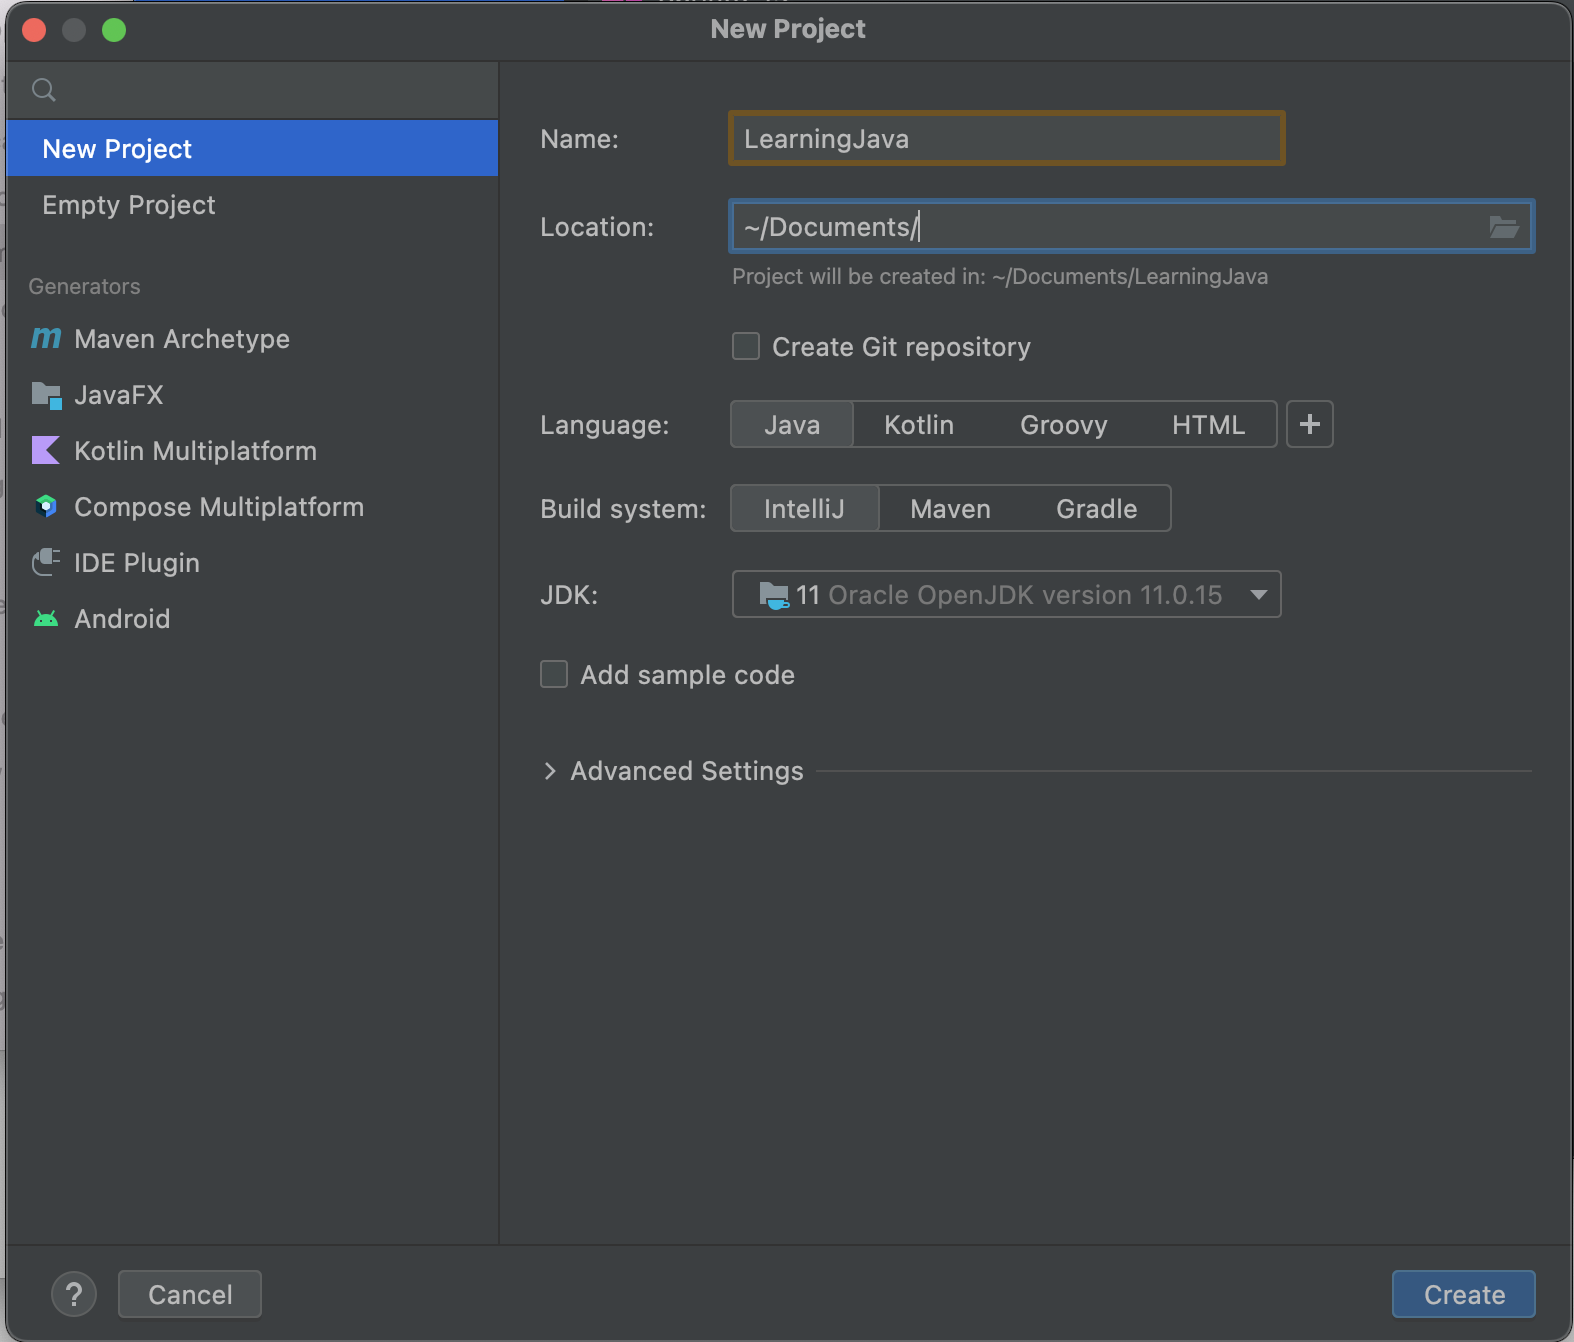 New Project
New Project
Empty Project
Generators
Maven Archetype
JavaFX
Kotlin Multiplatform
Compose Multiplatform
IDE Plugin
Android
Name: LearningJava
Location: ~/Documents/
Project will be created in: ~/Documents/LearningJava
Create Git repository
Language: Java Kotlin Groovy HTML +
Build system: IntelliJ Maven Gradle
JDK: 11 Oracle OpenJDK version 11.0.15
Add sample code
Advanced Settings
? Cancel Create